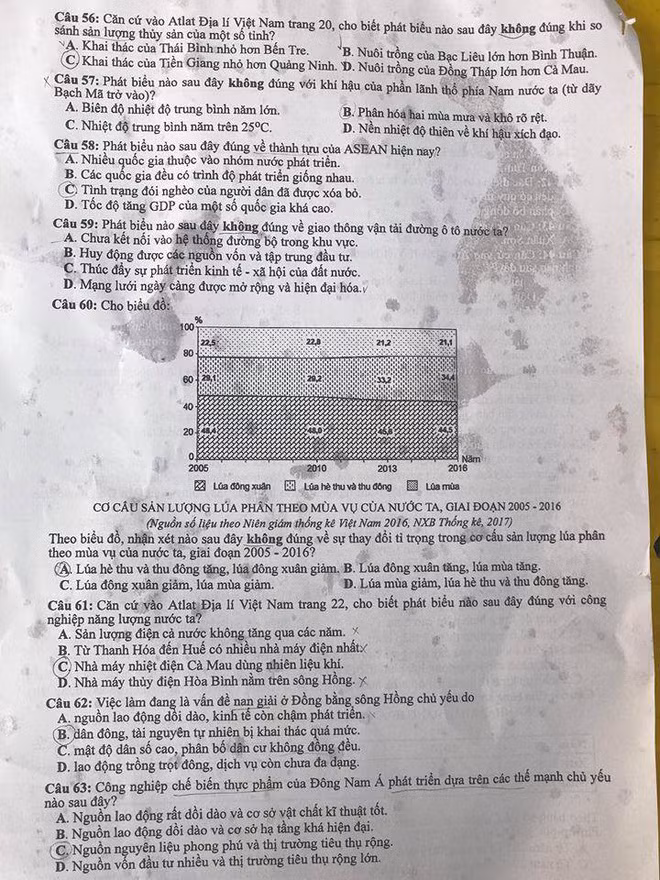 Câu 56: Căn cứ vào Atlat Địa lí Việt Nam trang 20, cho biết phát biểu nào sau đây không đúng khi so
sánh sản lượng thủy sản của một số tỉnh?
A. Khai thác của Thái Bình nhỏ hơn Bến Tre. B. Nuôi trồng của Bạc Liêu lớn hơn Bình Thuận.
C. Khai thác của Tiền Giang nhỏ hơn Quảng Ninh. D. Nuôi trồng của Đồng Tháp lớn hơn Cà Mau.
Câu 57: Phát biểu nào sau đây không đúng với khí hậu của phần lãnh thổ phía Nam nước ta (từ dãy
Bạch Mã trở vào)?
A. Biên độ nhiệt độ trung bình năm lớn. B. Phân hóa hai mùa mưa và khô rõ rệt.
C. Nhiệt độ trung bình năm trên 25⁰C. D. Nền nhiệt độ thiên về khí hậu xích đạo.
Câu 58: Phát biểu nào sau đây đúng về thành tựu của ASEAN hiện nay?
A. Nhiều quốc gia thuộc vào nhóm nước phát triển.
B. Các quốc gia đều có trình độ phát triển giống nhau.
C. Tình trạng đói nghèo của người dân đã được xóa bỏ.
D. Tốc độ tăng GDP của một số quốc gia khá cao.
Câu 59: Phát biểu nào sau đây không đúng về giao thông vận tải đường ô tô nước ta?
A. Chưa kết nối vào hệ thống đường bộ trong khu vực.
B. Huy động được các nguồn vốn và tập trung đầu tư.
C. Thúc đẩy sự phát triển kinh tế - xã hội của đất nước.
D. Mạng lưới ngày càng được mở rộng và hiện đại hóa.
Câu 60: Cho biểu đồ:
%
100
22,5 22,8 21,2 21,1
80
60 29,1 29,2 33,2 34,4
40
20 48,4 48,0 45,6 44,5
0
Năm
2005 2010 2013 2016
Lúa đông xuân Lúa hè thu và thu đông Lúa mùa
CƠ CẤU SẢN LƯỢNG LÚA PHÂN THEO MÙA VỤ CỦA NƯỚC TA, GIAI ĐOẠN 2005 - 2016
(Nguồn số liệu theo Niên giám thống kê Việt Nam 2016, NXB Thống kê, 2017)
Theo biểu đồ, nhận xét nào sau đây không đúng về sự thay đổi tỉ trọng trong cơ cấu sản lượng lúa phân
theo mùa vụ của nước ta, giai đoạn 2005 - 2016?
A. Lúa hè thu và thu đông tăng, lúa đông xuân giảm. B. Lúa đông xuân tăng, lúa mùa tăng.
C. Lúa đông xuân giảm, lúa mùa giảm. D. Lúa mùa giảm, lúa hè thu và thu đông tăng.
Câu 61: Căn cứ vào Atlat Địa lí Việt Nam trang 22, cho biết phát biểu nào sau đây đúng với công
nghiệp năng lượng nước ta?
A. Sản lượng điện cả nước không tăng qua các năm.
B. Từ Thanh Hóa đến Huế có nhiều nhà máy điện nhất.
C. Nhà máy nhiệt điện Cà Mau dùng nhiên liệu khí.
D. Nhà máy thủy điện Hòa Bình nằm trên sông Hồng.
Câu 62: Việc làm đang là vấn đề nan giải ở Đồng bằng sông Hồng chủ yếu do
A. nguồn lao động dồi dào, kinh tế còn chậm phát triển.
B. dân đông, tài nguyên tự nhiên bị khai thác quá mức.
C. mật độ dân số cao, phân bố dân cư không đồng đều.
D. lao động trồng trọt đông, dịch vụ còn chưa đa dạng.
Câu 63: Công nghiệp chế biến thực phẩm của Đông Nam Á phát triển dựa trên các thế mạnh chủ yếu
nào sau đây?
A. Nguồn lao động rất dồi dào và cơ sở vật chất kĩ thuật tốt.
B. Nguồn lao động dồi dào và cơ sở hạ tầng khá hiện đại.
C. Nguồn nguyên liệu phong phú và thị trường tiêu thụ rộng.
D. Nguồn vốn đầu tư nhiều và thị trường tiêu thụ rộng lớn.